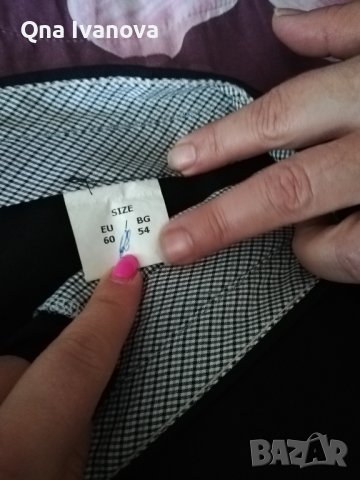 Qna Ivanova
SIZE
EU BG
60 54
BAZAR